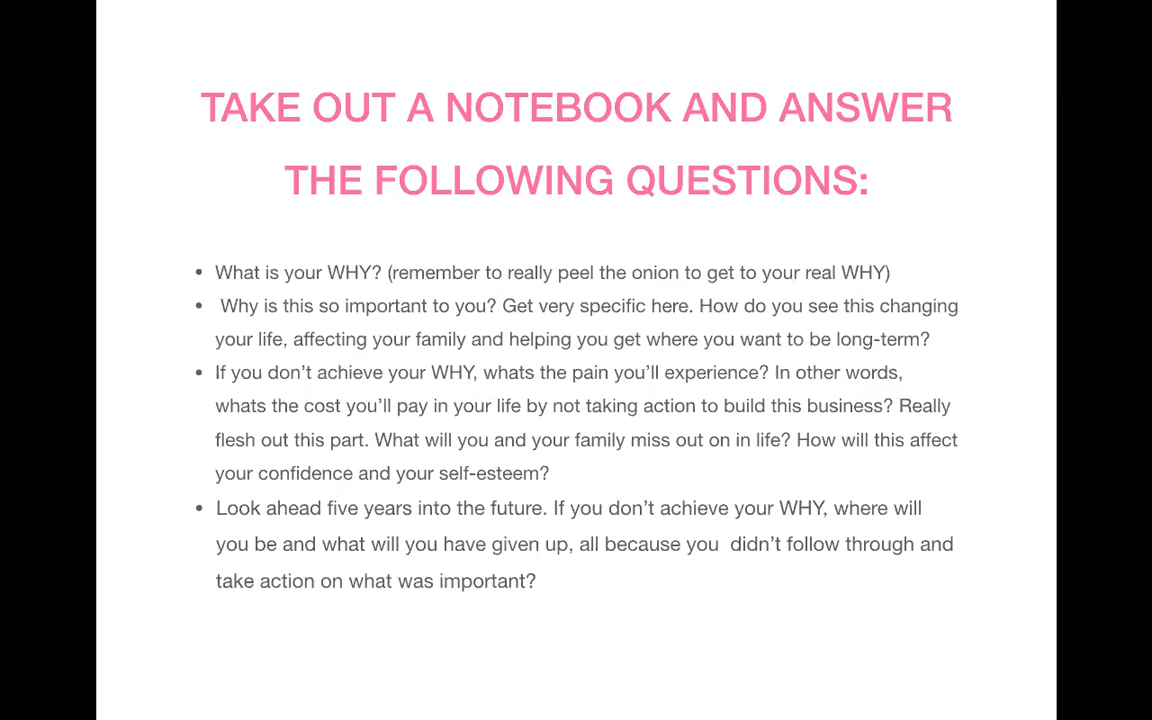 TAKE OUT A NOTEBOOK AND ANSWER
THE FOLLOWING QUESTIONS:
• What is your WHY? (remember to really peel the onion to get to your real WHY)
• Why is this so important to you? Get very specific here. How do you see this changing
your life, affecting your family and helping you get where you want to be long-term?
• If you don’t achieve your WHY, whats the pain you’ll experience? In other words,
whats the cost you’ll pay in your life by not taking action to build this business? Really
flesh out this part. What will you and your family miss out on in life? How will this affect
your confidence and your self-esteem?
• Look ahead five years into the future. If you don’t achieve your WHY, where will
you be and what will you have given up, all because you didn’t follow through and
take action on what was important?